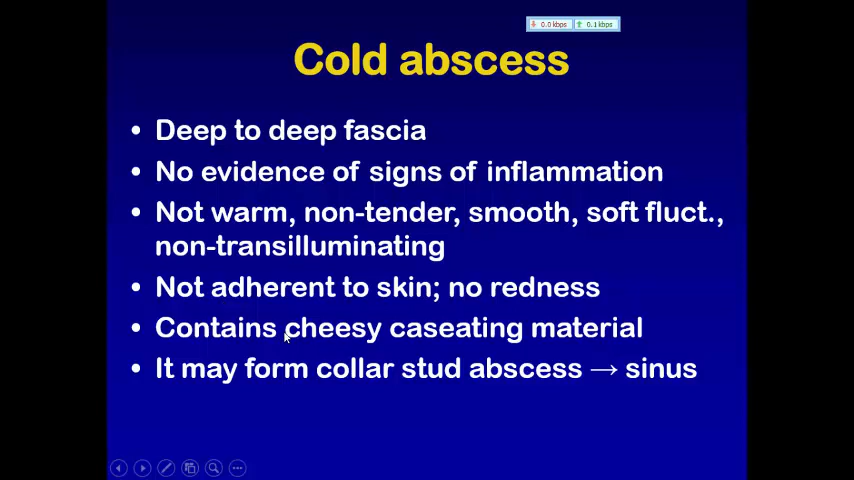 0.0 kbps 0.1 kbps
Cold abscess
• Deep to deep fascia
• No evidence of signs of inflammation
• Not warm, non-tender, smooth, soft fluct.,
non-transilluminating
• Not adherent to skin; no redness
• Contains cheesy caseating material
• It may form collar stud abscess → sinus